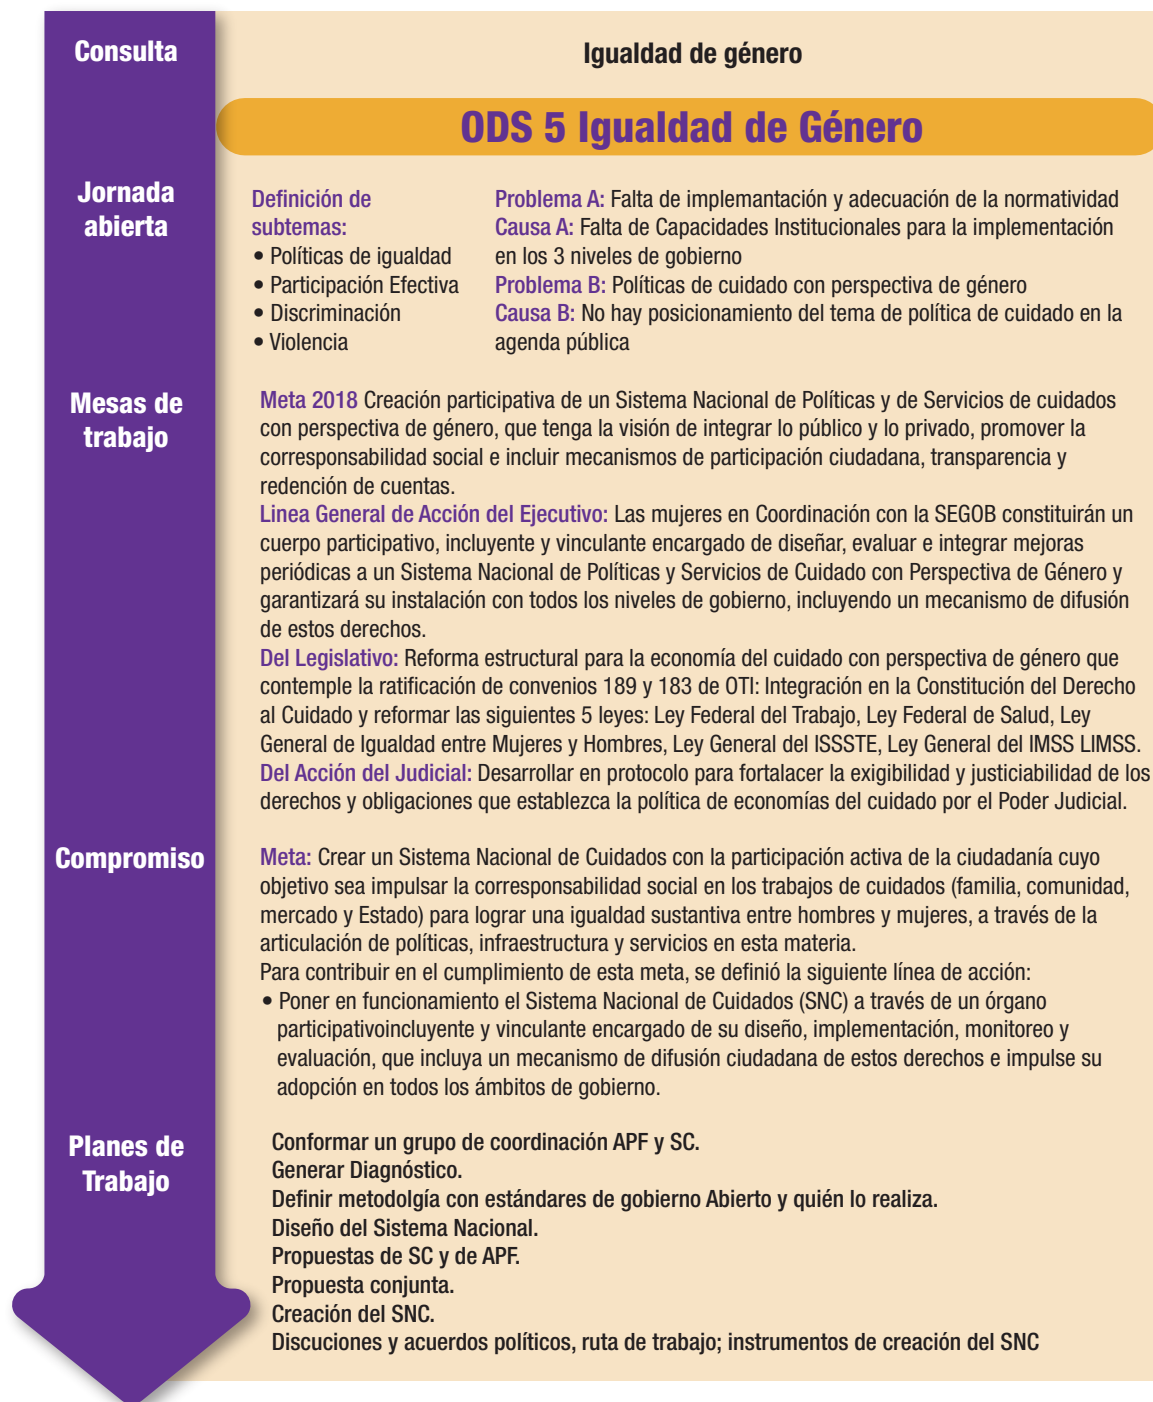 Consulta
Igualdad de género
ODS 5 Igualdad de Género
Jornada
abierta
Definición de
subtemas:
• Políticas de igualdad
• Participación Efectiva
• Discriminación
• Violencia
Problema A: Falta de implemantación y adecuación de la normatividad
Causa A: Falta de Capacidades Institucionales para la implementación
en los 3 niveles de gobierno
Problema B: Políticas de cuidado con perspectiva de género
Causa B: No hay posicionamiento del tema de política de cuidado en la
agenda pública
Mesas de
trabajo
Meta 2018 Creación participativa de un Sistema Nacional de Políticas y de Servicios de cuidados
con perspectiva de género, que tenga la visión de integrar lo público y lo privado, promover la
corresponsabilidad social e incluir mecanismos de participación ciudadana, transparencia y
redención de cuentas.
Linea General de Acción del Ejecutivo: Las mujeres en Coordinación con la SEGOB constituirán un
cuerpo participativo, incluyente y vinculante encargado de diseñar, evaluar e integrar mejoras
periódicas a un Sistema Nacional de Políticas y Servicios de Cuidado con Perspectiva de Género y
garantizará su instalación con todos los niveles de gobierno, incluyendo un mecanismo de difusión
de estos derechos.
Del Legislativo: Reforma estructural para la economía del cuidado con perspectiva de género que
contemple la ratificación de convenios 189 y 183 de OTI: Integración en la Constitución del Derecho
al Cuidado y reformar las siguientes 5 leyes: Ley Federal del Trabajo, Ley Federal de Salud, Ley
General de Igualdad entre Mujeres y Hombres, Ley General del ISSSTE, Ley General del IMSS LIMSS.
Del Acción del Judicial: Desarrollar en protocolo para fortalacer la exigibilidad y justiciabilidad de los
derechos y obligaciones que establezca la política de economías del cuidado por el Poder Judicial.
Compromiso
Meta: Crear un Sistema Nacional de Cuidados con la participación activa de la ciudadanía cuyo
objetivo sea impulsar la corresponsabilidad social en los trabajos de cuidados (familia, comunidad,
mercado y Estado) para lograr una igualdad sustantiva entre hombres y mujeres, a través de la
articulación de políticas, infraestructura y servicios en esta materia.
Para contribuir en el cumplimiento de esta meta, se definió la siguiente línea de acción:
• Poner en funcionamiento el Sistema Nacional de Cuidados (SNC) a través de un órgano
participativoincluyente y vinculante encargado de su diseño, implementación, monitoreo y
evaluación, que incluya un mecanismo de difusión ciudadana de estos derechos e impulse su
adopción en todos los ámbitos de gobierno.
Planes de
Trabajo
Conformar un grupo de coordinación APF y SC.
Generar Diagnóstico.
Definir metodolgía con estándares de gobierno Abierto y quién lo realiza.
Diseño del Sistema Nacional.
Propuestas de SC y de APF.
Propuesta conjunta.
Creación del SNC.
Discuciones y acuerdos políticos, ruta de trabajo; instrumentos de creación del SNC